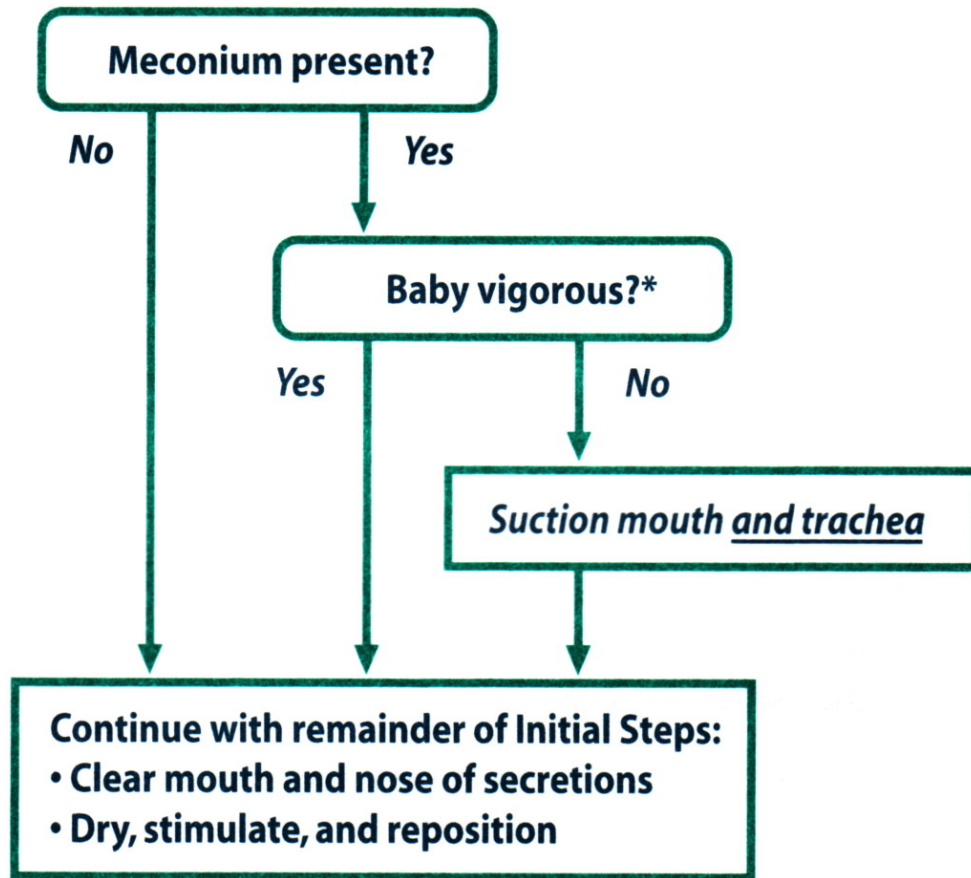 Meconium present?
No
Yes
Baby vigorous?*
Yes
No
Suction mouth and trachea
Continue with remainder of Initial Steps:
• Clear mouth and nose of secretions
• Dry, stimulate, and reposition